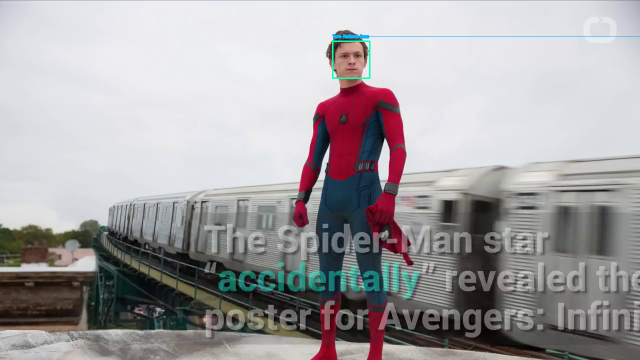 The Spider-Man star
"accidentally" revealed the
poster for Avengers: Infini